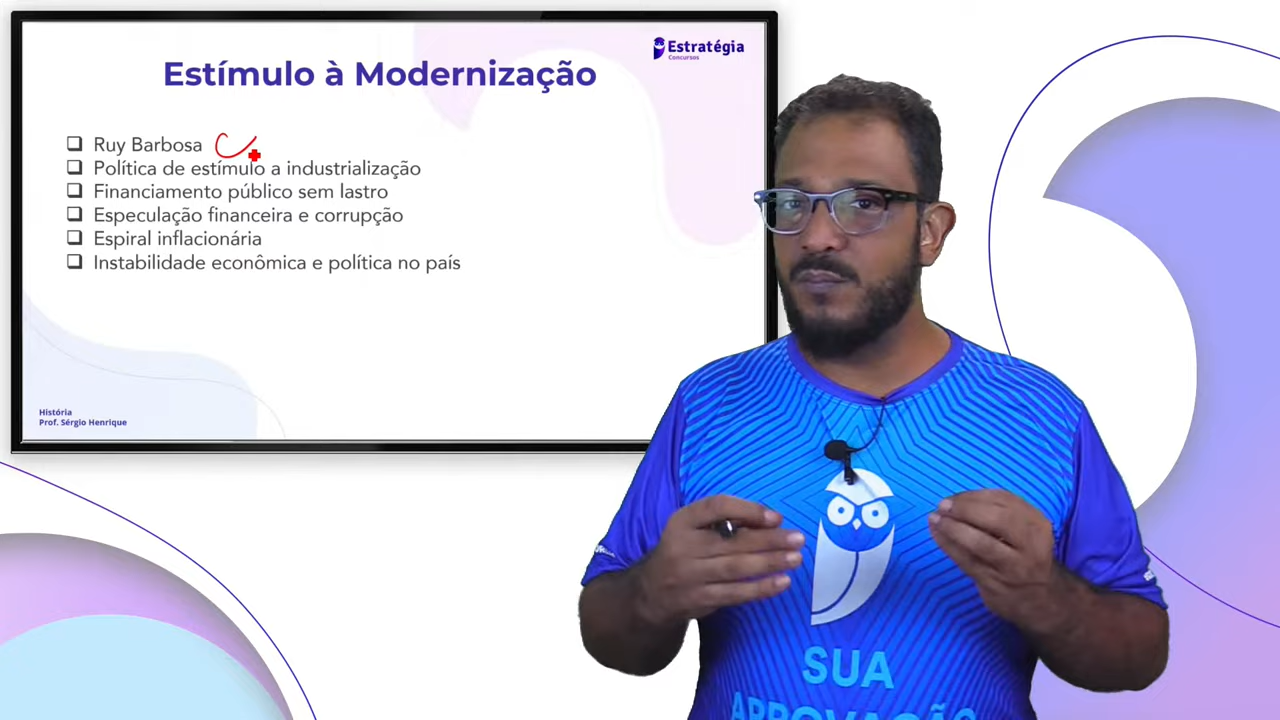 Estratégia
Concursos
Estímulo à Modernização
Ruy Barbosa
Política de estímulo a industrialização
Financiamento público sem lastro
Especulação financeira e corrupção
Espiral inflacionária
Instabilidade econômica e política no país
História
Prof. Sérgio Henrique
SUA
APROVAÇÃO